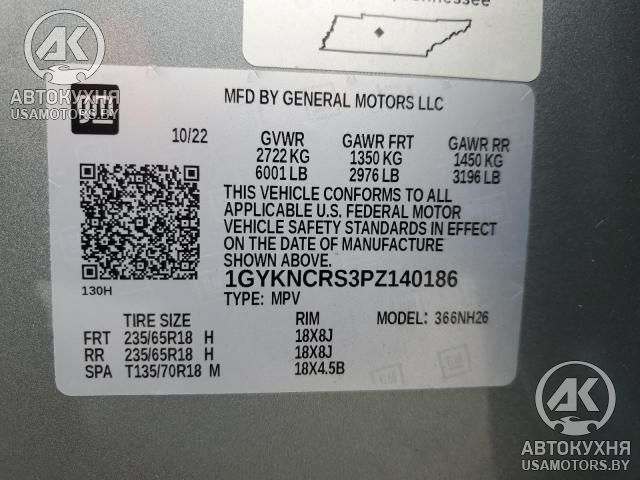 Tennessee
АВТОКУХНЯ
USAMOTORS.BY
gm
MFD BY GENERAL MOTORS LLC
10/22 GVWR GAWR FRT GAWR RR
2722 KG 1350 KG 1450 KG
6001 LB 2976 LB 3196 LB
THIS VEHICLE CONFORMS TO ALL
APPLICABLE U.S. FEDERAL MOTOR
VEHICLE SAFETY STANDARDS IN EFFECT
ON THE DATE OF MANUFACTURE
SHOWN ABOVE.
130H
1GYKNCRS3PZ140186
TYPE: MPV
TIRE SIZE RIM MODEL: 366NH26
FRT 235/65R18 H 18X8J
RR 235/65R18 H 18X8J
SPA T135/70R18 M 18X4.5B
АВТОКУХНЯ
USAMOTORS.BY